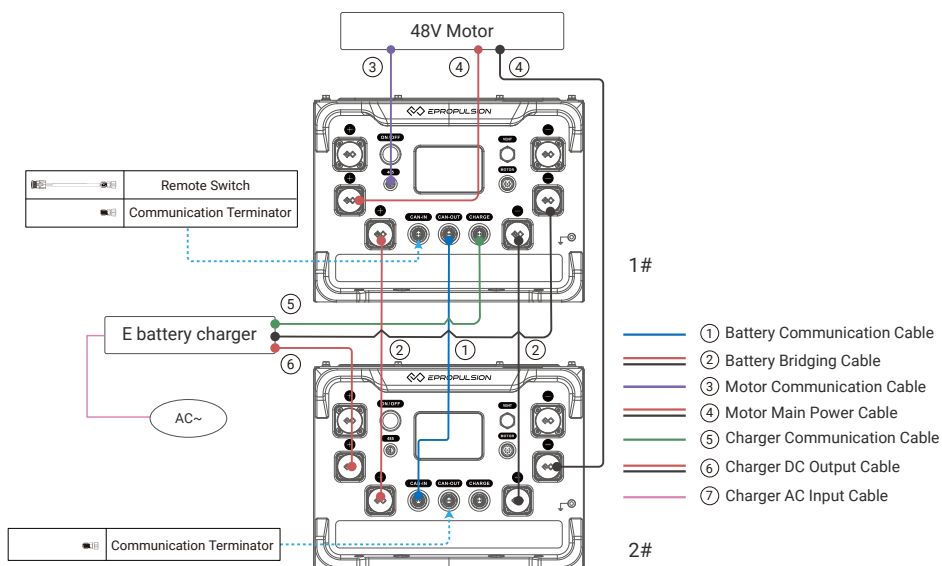 48V Motor
③
④
④
EPROPULSION
ON/OFF
VENT
485
MOTOR
CAN-IN
CAN-OUT
CHARGE
Remote Switch
Communication Terminator
1#
⑤
E battery charger
⑥
②
①
②
AC~
EPROPULSION
ON/OFF
VENT
485
MOTOR
CAN-IN
CAN-OUT
CHARGE
Communication Terminator
2#
① Battery Communication Cable
② Battery Bridging Cable
③ Motor Communication Cable
④ Motor Main Power Cable
⑤ Charger Communication Cable
⑥ Charger DC Output Cable
⑦ Charger AC Input Cable